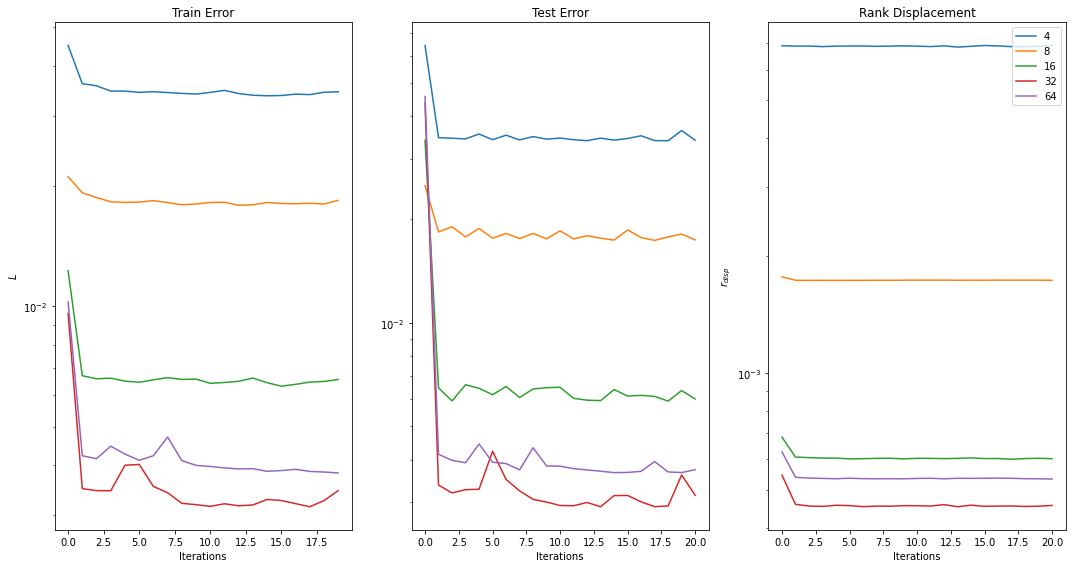 Train Error
Test Error
Rank Displacement
L
10⁻²
0.0 2.5 5.0 7.5 10.0 12.5 15.0 17.5
Iterations
10⁻²
0.0 2.5 5.0 7.5 10.0 12.5 15.0 17.5 20.0
Iterations
r_disp
10⁻³
0.0 2.5 5.0 7.5 10.0 12.5 15.0 17.5 20.0
Iterations
4
8
16
32
64